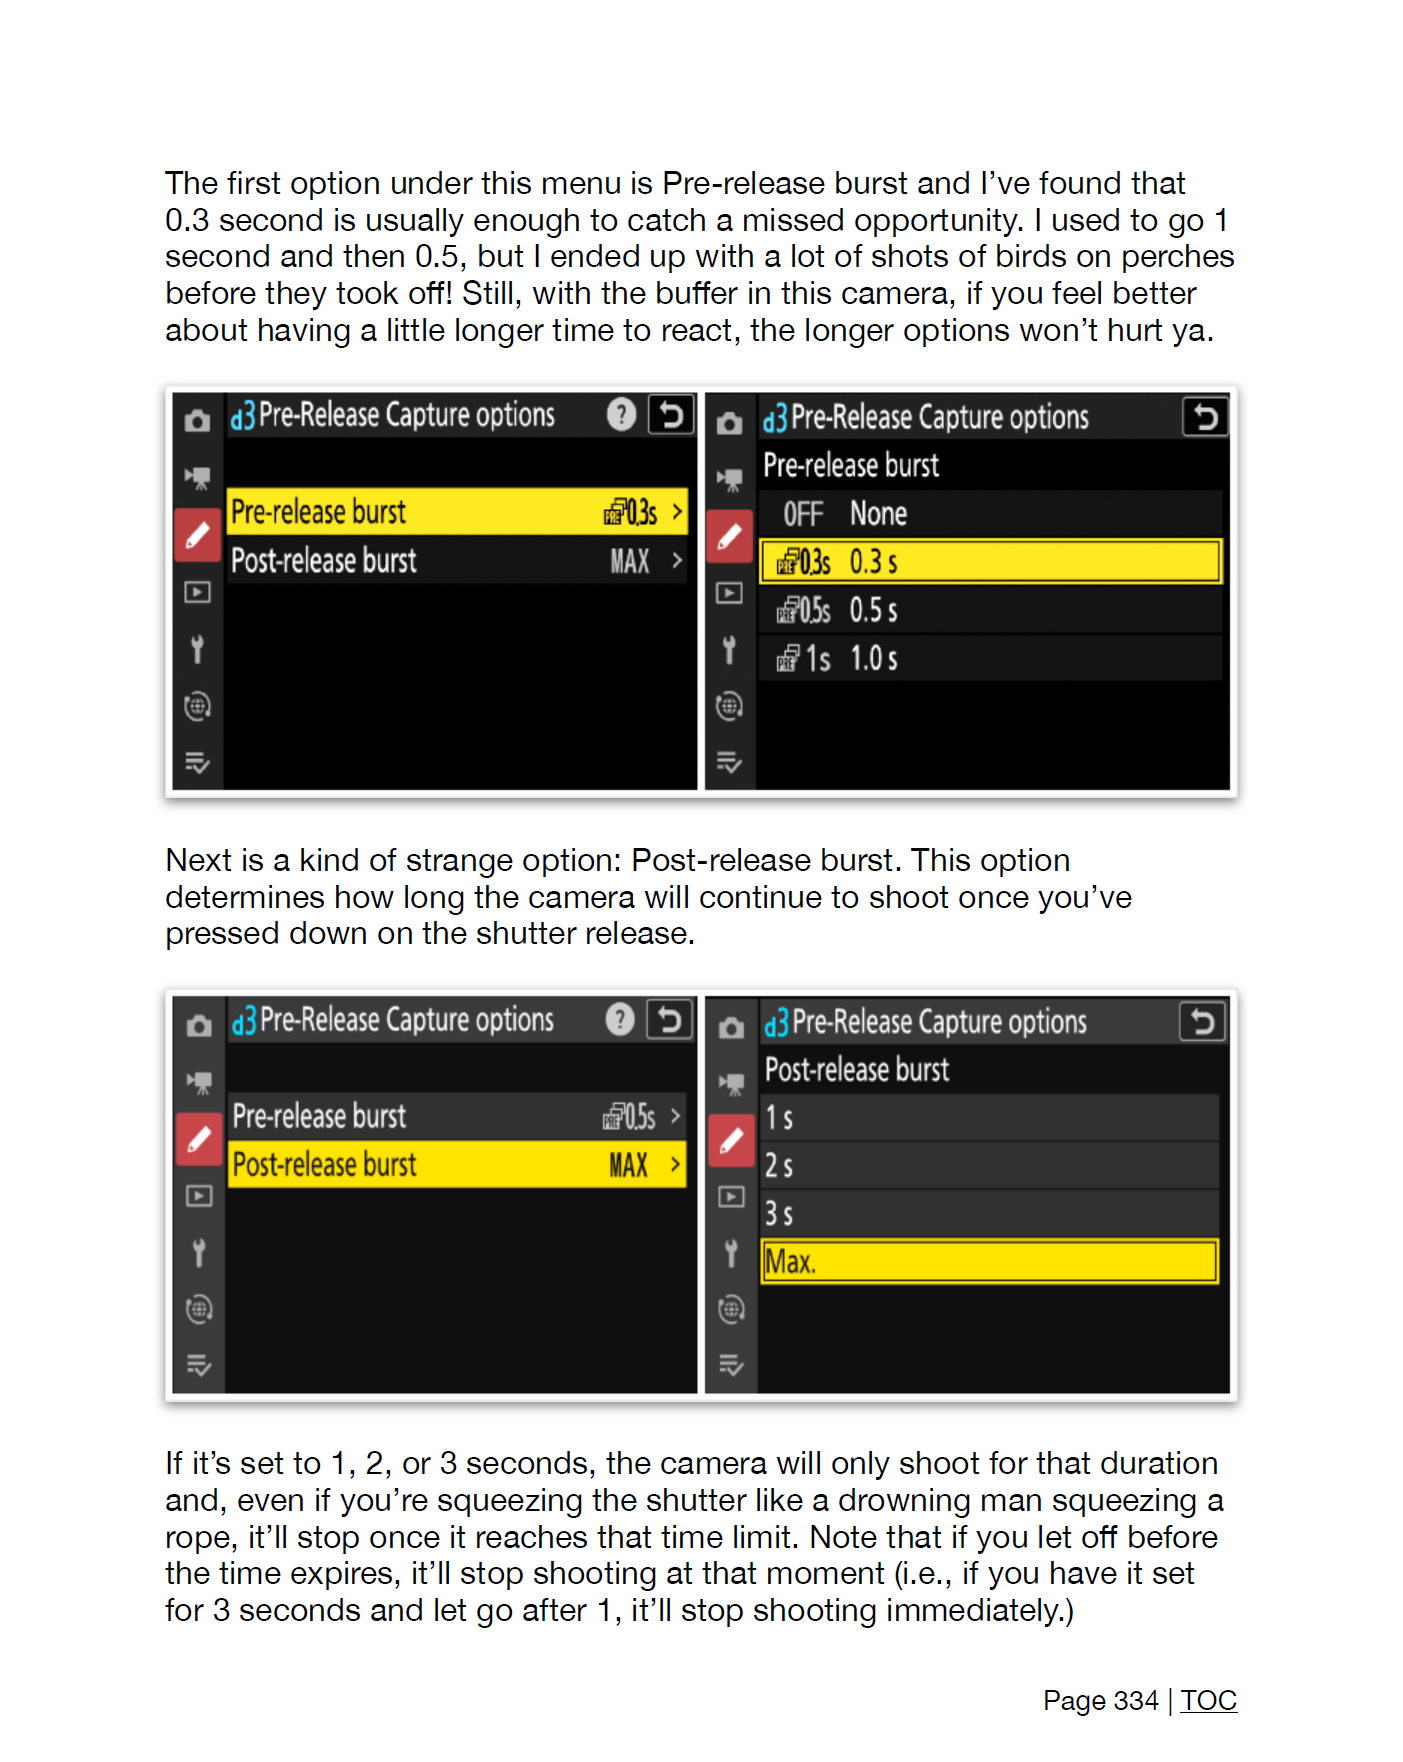 The first option under this menu is Pre-release burst and I’ve found that
0.3 second is usually enough to catch a missed opportunity. I used to go 1
second and then 0.5, but I ended up with a lot of shots of birds on perches
before they took off! Still, with the buffer in this camera, if you feel better
about having a little longer time to react, the longer options won’t hurt ya.
d3 Pre-Release Capture options ?
Pre-release burst PRE 0.3s >
Post-release burst MAX >
d3 Pre-Release Capture options
Pre-release burst
OFF None
PRE 0.3s 0.3 s
PRE 0.5s 0.5 s
PRE 1s 1.0 s
Next is a kind of strange option: Post-release burst. This option
determines how long the camera will continue to shoot once you’ve
pressed down on the shutter release.
d3 Pre-Release Capture options ?
Pre-release burst PRE 0.5s >
Post-release burst MAX >
d3 Pre-Release Capture options
Post-release burst
1 s
2 s
3 s
Max.
If it’s set to 1, 2, or 3 seconds, the camera will only shoot for that duration
and, even if you’re squeezing the shutter like a drowning man squeezing a
rope, it’ll stop once it reaches that time limit. Note that if you let off before
the time expires, it’ll stop shooting at that moment (i.e., if you have it set
for 3 seconds and let go after 1, it’ll stop shooting immediately.)
Page 334 | TOC